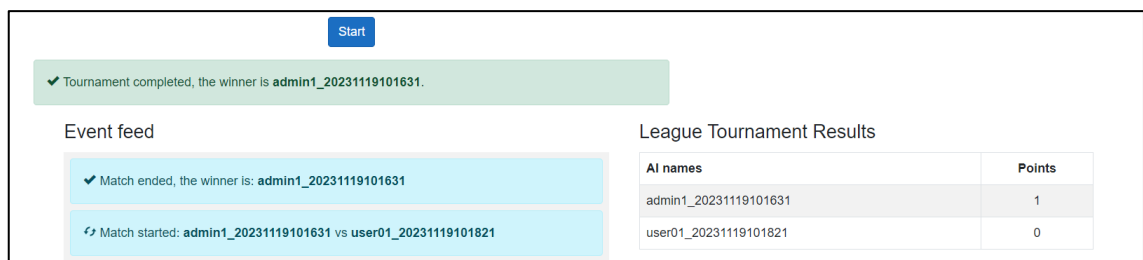 Start
Tournament completed, the winner is admin1_20231119101631.
Event feed
Match ended, the winner is: admin1_20231119101631
Match started: admin1_20231119101631 vs user01_20231119101821
League Tournament Results
AI names Points
admin1_20231119101631 1
user01_20231119101821 0